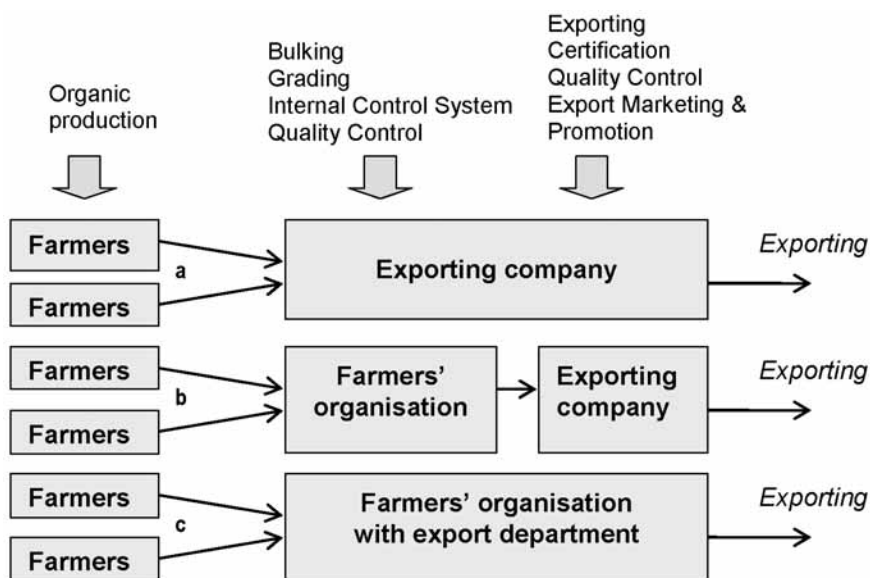 Organic
production
Bulking
Grading
Internal Control System
Quality Control
Exporting
Certification
Quality Control
Export Marketing &
Promotion
Farmers
Farmers
a
Exporting company
Exporting
Farmers
Farmers
b
Farmers’
organisation
Exporting
company
Exporting
Farmers
Farmers
c
Farmers’ organisation
with export department
Exporting